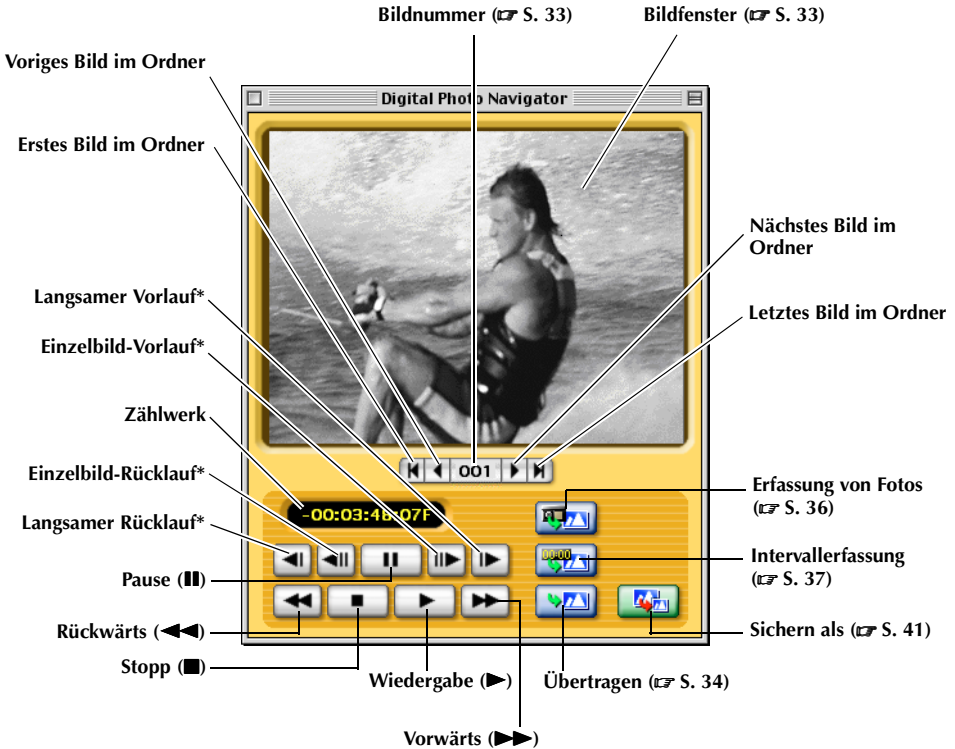 Bildnummer (☞ S. 33)
Bildfenster (☞ S. 33)
Voriges Bild im Ordner
Erstes Bild im Ordner
Digital Photo Navigator
Nächstes Bild im
Ordner
Letztes Bild im Ordner
Langsamer Vorlauf*
Einzelbild-Vorlauf*
Zählwerk
Einzelbild-Rücklauf*
Langsamer Rücklauf*
001
-00:03:48:07F
00:00
Erfassung von Fotos
(☞ S. 36)
Intervallerfassung
(☞ S. 37)
Pause (❚❚)
Rückwärts (◀◀)
Stopp (■)
Wiedergabe (▶)
Vorwärts (▶▶)
Übertragen (☞ S. 34)
Sichern als (☞ S. 41)